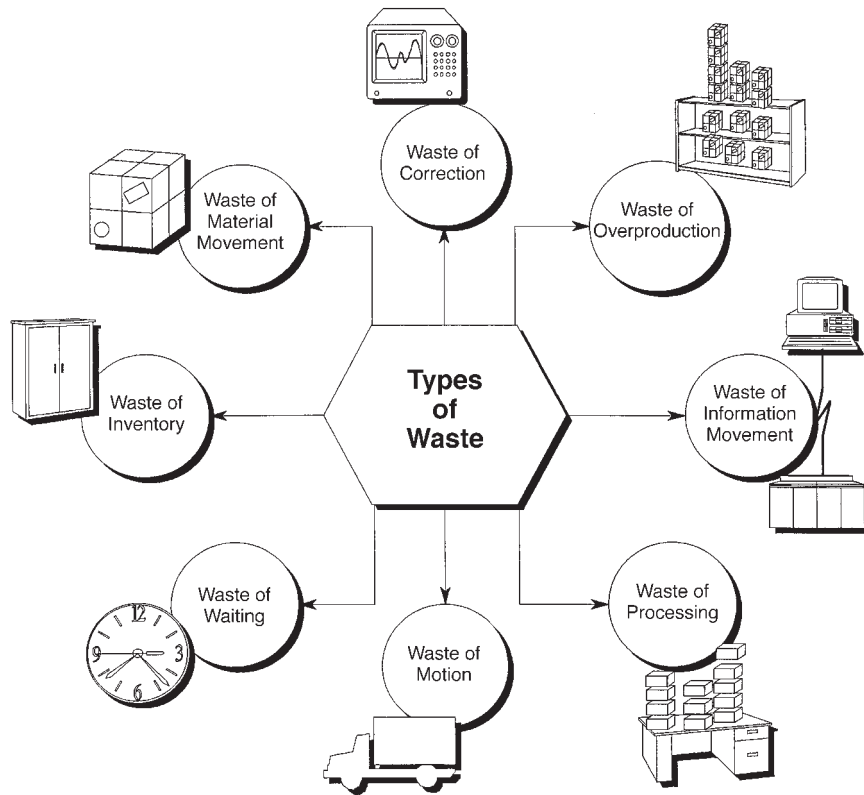 Waste of
Correction
Waste of
Overproduction
Waste of
Material
Movement
Types
of
Waste
Waste of
Information
Movement
Waste of
Inventory
Waste of
Processing
Waste of
Waiting
Waste of
Motion
12
9
3
6